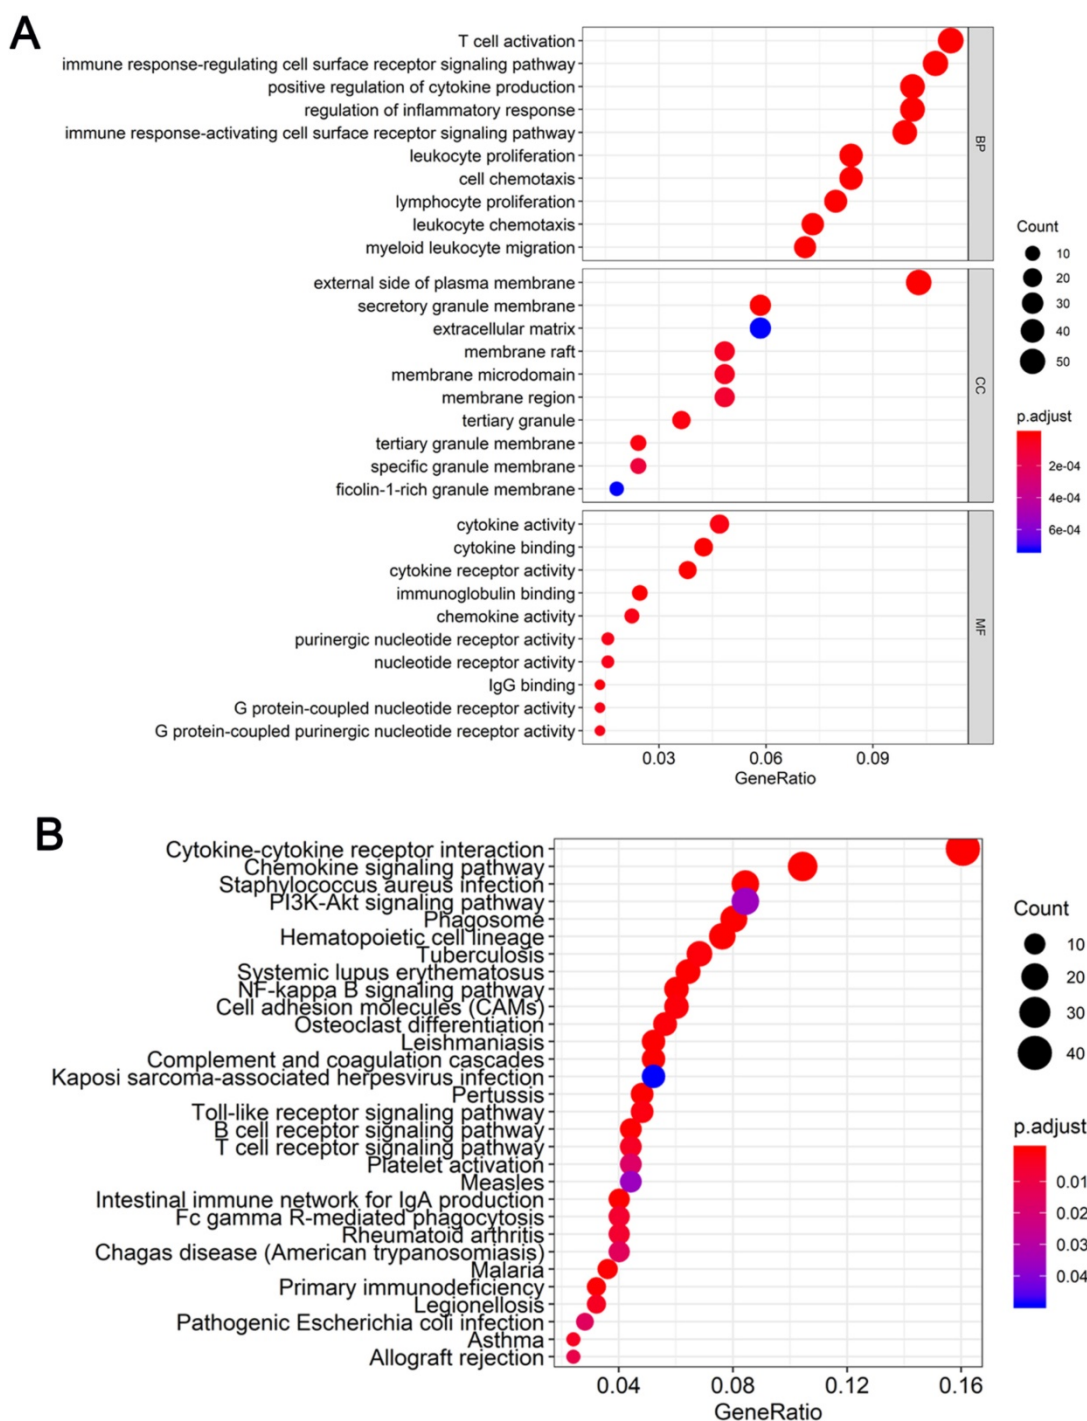 A
T cell activation
immune response-regulating cell surface receptor signaling pathway
positive regulation of cytokine production
regulation of inflammatory response
immune response-activating cell surface receptor signaling pathway
leukocyte proliferation
cell chemotaxis
lymphocyte proliferation
leukocyte chemotaxis
myeloid leukocyte migration
BP
external side of plasma membrane
secretory granule membrane
extracellular matrix
membrane raft
membrane microdomain
membrane region
tertiary granule
tertiary granule membrane
specific granule membrane
ficolin-1-rich granule membrane
CC
cytokine activity
cytokine binding
cytokine receptor activity
immunoglobulin binding
chemokine activity
purinergic nucleotide receptor activity
nucleotide receptor activity
IgG binding
G protein-coupled nucleotide receptor activity
G protein-coupled purinergic nucleotide receptor activity
MF
0.03 0.06 0.09
GeneRatio
Count
10
20
30
40
50
p.adjust
2e-04
4e-04
6e-04
B
Cytokine-cytokine receptor interaction
Chemokine signaling pathway
Staphylococcus aureus infection
PI3K-Akt signaling pathway
Phagosome
Hematopoietic cell lineage
Tuberculosis
Systemic lupus erythematosus
NF-kappa B signaling pathway
Cell adhesion molecules (CAMs)
Osteoclast differentiation
Leishmaniasis
Complement and coagulation cascades
Kaposi sarcoma-associated herpesvirus infection
Pertussis
Toll-like receptor signaling pathway
B cell receptor signaling pathway
T cell receptor signaling pathway
Platelet activation
Measles
Intestinal immune network for IgA production
Fc gamma R-mediated phagocytosis
Rheumatoid arthritis
Chagas disease (American trypanosomiasis)
Malaria
Primary immunodeficiency
Legionellosis
Pathogenic Escherichia coli infection
Asthma
Allograft rejection
0.04 0.08 0.12 0.16
GeneRatio
Count
10
20
30
40
p.adjust
0.01
0.02
0.03
0.04